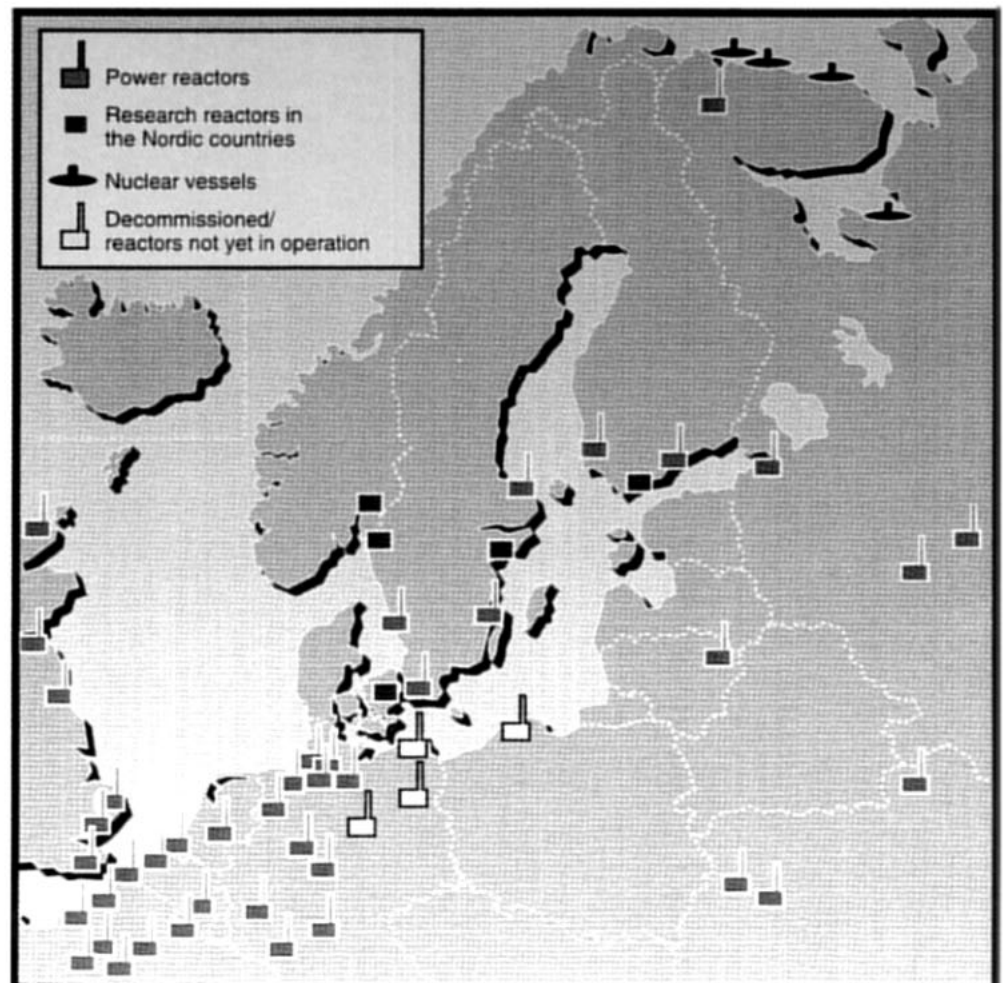 Power reactors
Research reactors in
the Nordic countries
Nuclear vessels
Decommissioned/
reactors not yet in operation